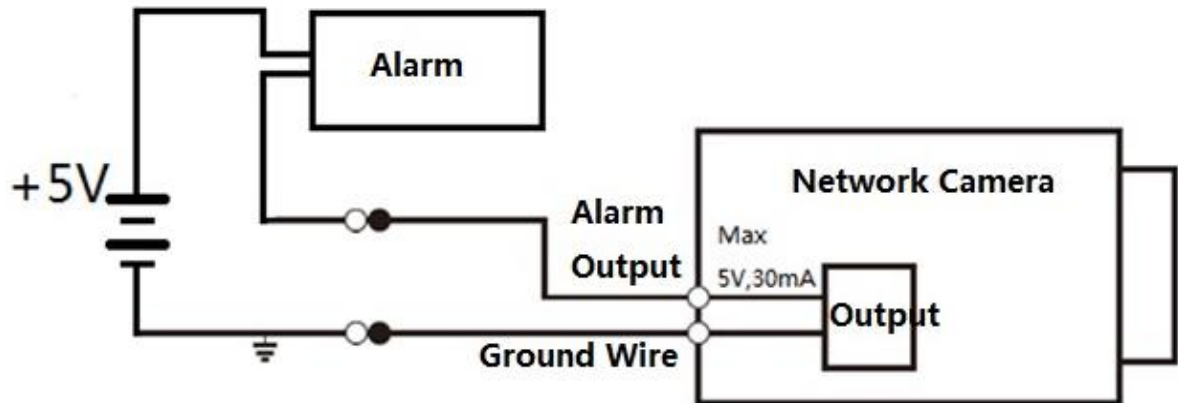 Alarm
+5V
Network Camera
Alarm
Output
Max
5V,30mA
Output
Ground Wire